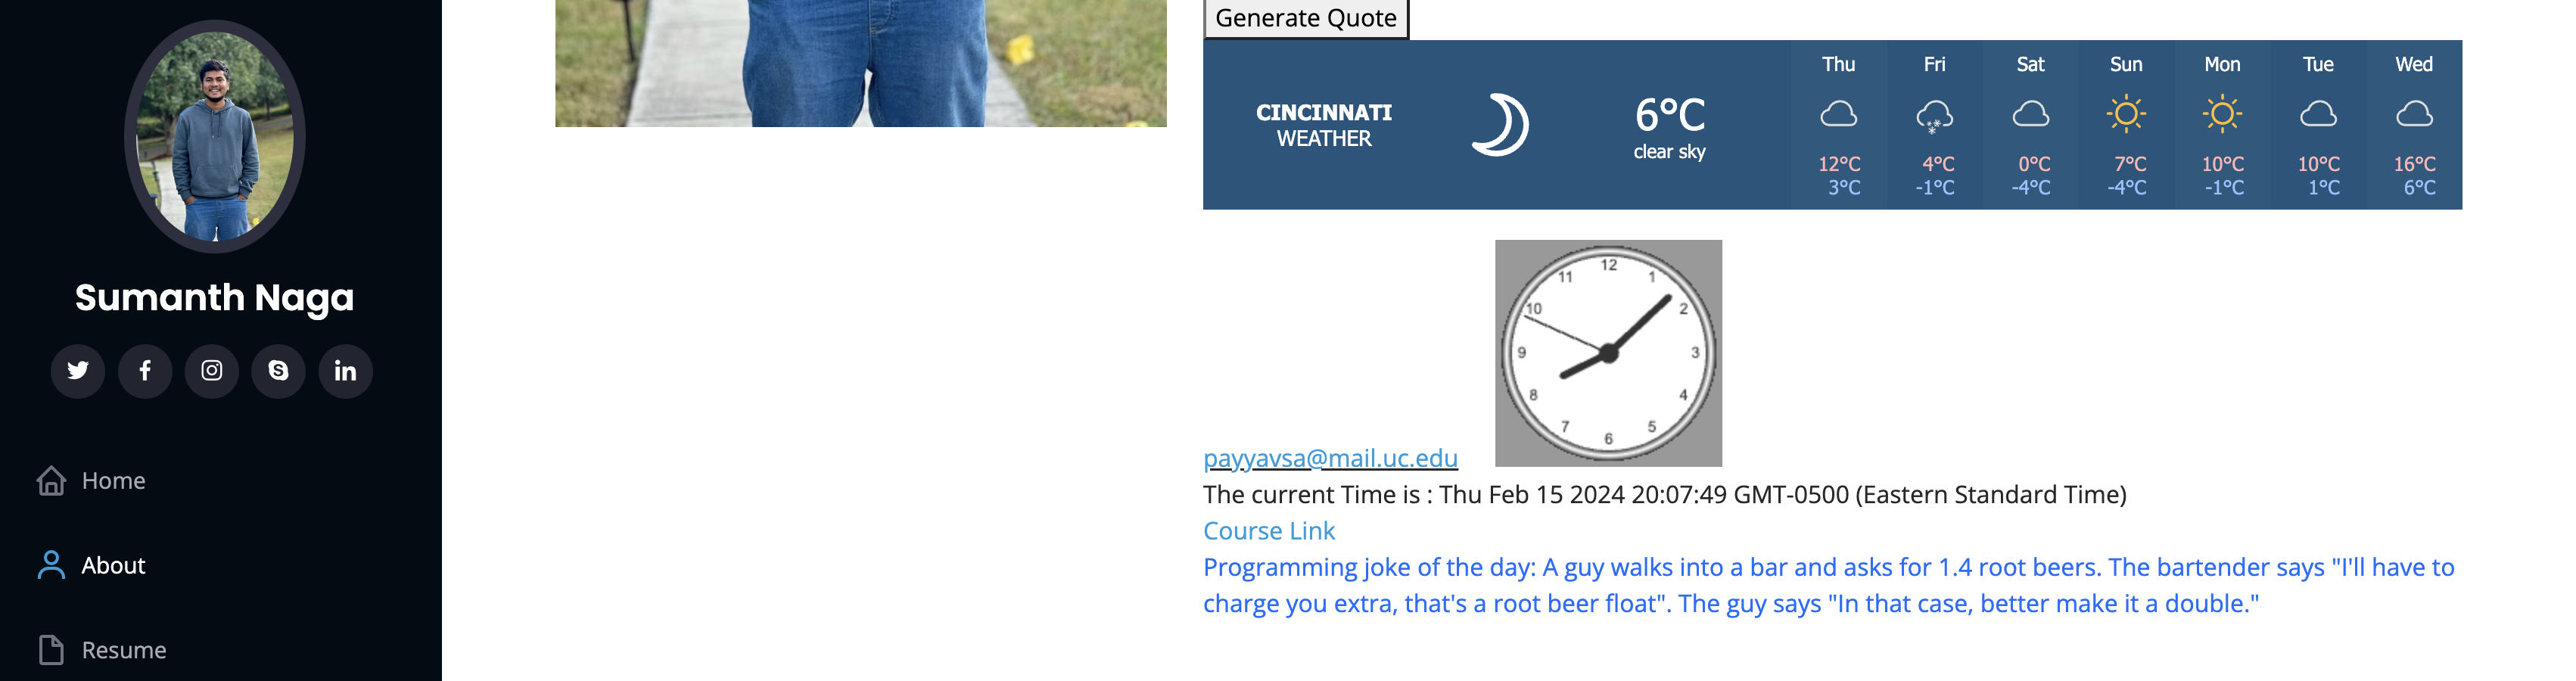 Sumanth Naga
Home
About
Resume
Generate Quote
CINCINNATI
WEATHER
6°C
clear sky
Thu Fri Sat Sun Mon Tue Wed
12°C 4°C 0°C 7°C 10°C 10°C 16°C
3°C -1°C -4°C -4°C -1°C 1°C 6°C
12
11 1
10 2
9 3
8 4
7 5
6
payyavsa@mail.uc.edu
The current Time is : Thu Feb 15 2024 20:07:49 GMT-0500 (Eastern Standard Time)
Course Link
Programming joke of the day: A guy walks into a bar and asks for 1.4 root beers. The bartender says "I'll have to
charge you extra, that's a root beer float". The guy says "In that case, better make it a double."